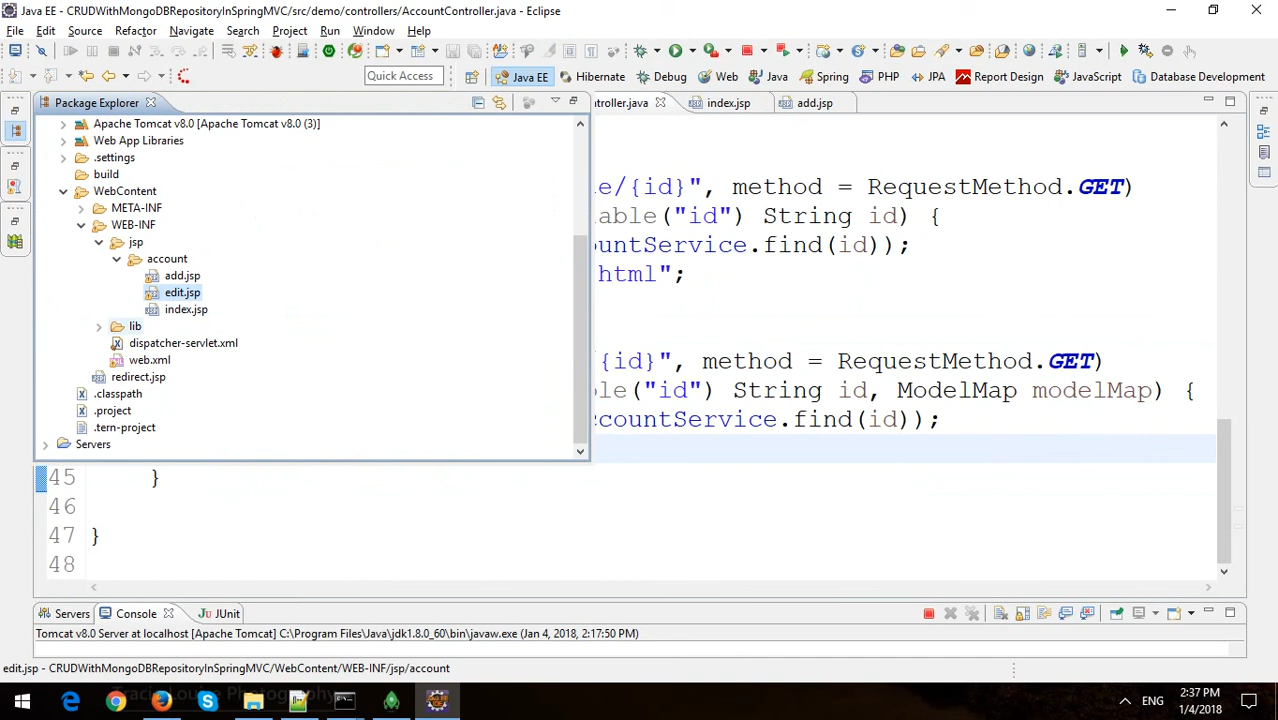 Java EE - CRUDWithMongoDBRepositoryInSpringMVC/src/demo/controllers/AccountController.java - Eclipse
File Edit Source Refactor Navigate Search Project Run Window Help
Quick Access
Java EE Hibernate Debug Web Java Spring PHP JPA Report Design JavaScript Database Development
Package Explorer
ntroller.java index.jsp add.jsp
Apache Tomcat v8.0 [Apache Tomcat v8.0 (3)]
Web App Libraries
.settings
build
WebContent
META-INF
WEB-INF
jsp
account
add.jsp
edit.jsp
index.jsp
lib
dispatcher-servlet.xml
web.xml
redirect.jsp
.classpath
.project
.tern-project
Servers
e/{id}", method = RequestMethod.GET)
iable("id") String id) {
ountService.find(id));
html";
/{id}", method = RequestMethod.GET)
ble("id") String id, ModelMap modelMap) {
ccountService.find(id));
45 }
46
47 }
48
Servers Console JUnit
Tomcat v8.0 Server at localhost [Apache Tomcat] C:\Program Files\Java\jdk1.8.0_60\bin\javaw.exe (Jan 4, 2018, 2:17:50 PM)
edit.jsp - CRUDWithMongoDBRepositoryInSpringMVC/WebContent/WEB-INF/jsp/account
ENG
2:37 PM
1/4/2018